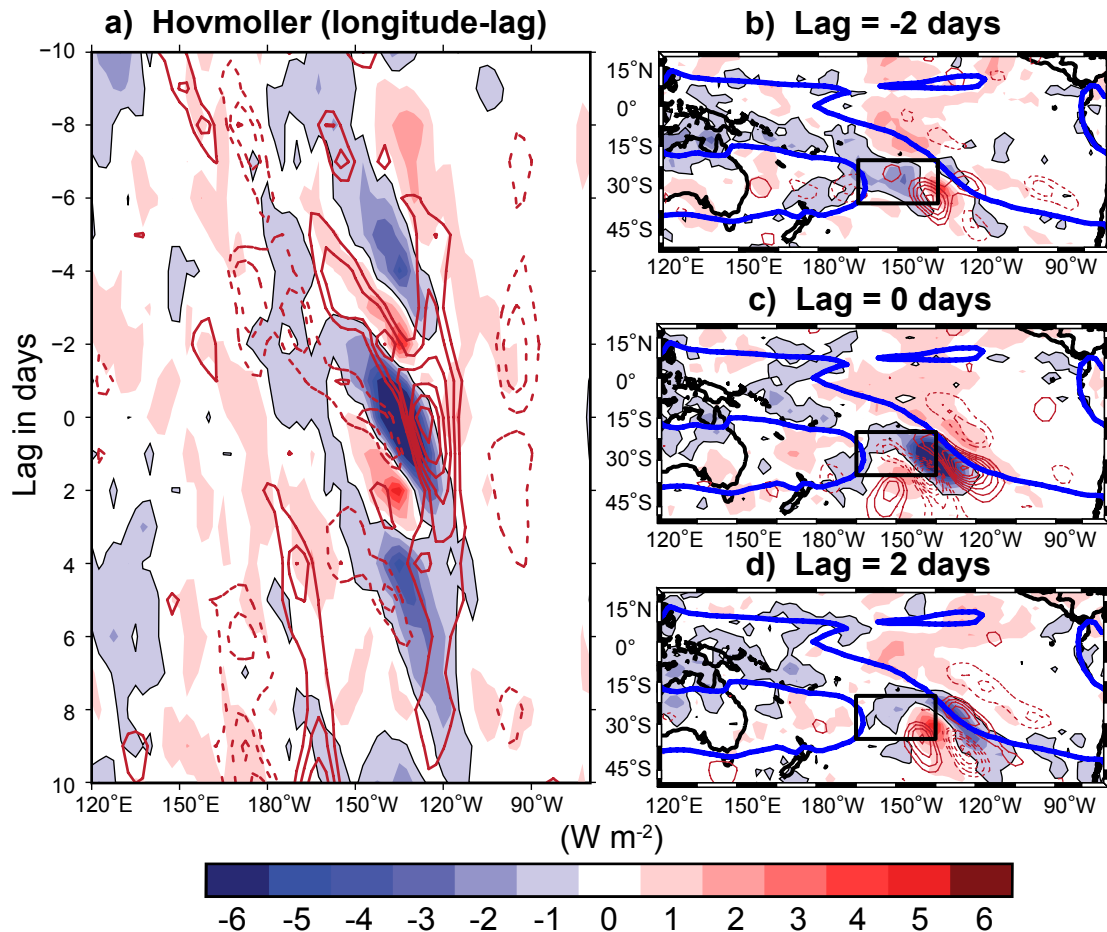 a) Hovmoller (longitude-lag)
−10
−8
−6
−4
−2
0
2
4
6
8
10
Lag in days
120°E 150°E 180°W 150°W 120°W 90°W
b) Lag = -2 days
15°N
0°
15°S
30°S
45°S
120°E 150°E 180°W 150°W 120°W 90°W
c) Lag = 0 days
15°N
0°
15°S
30°S
45°S
120°E 150°E 180°W 150°W 120°W 90°W
d) Lag = 2 days
15°N
0°
15°S
30°S
45°S
120°E 150°E 180°W 150°W 120°W 90°W
(W m⁻²)
-6 -5 -4 -3 -2 -1 0 1 2 3 4 5 6